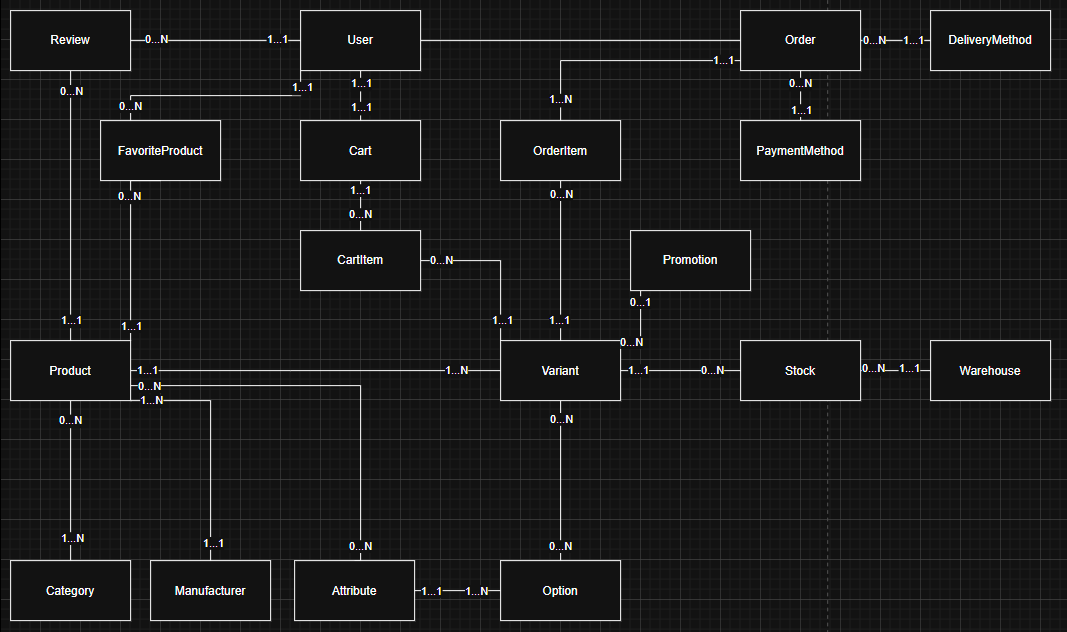 Review
0...N
1...1
User
Order
0...N
1...1
DeliveryMethod
1...1
0...N
1...1
1...1
0...N
0...N
1...1
1...N
1...1
FavoriteProduct
Cart
OrderItem
PaymentMethod
0...N
1...1
0...N
0...N
CartItem
0...N
Promotion
0...1
1...1
1...1
1...1
1...1
0...N
Product
1...1
1...N
Variant
1...1
0...N
Stock
0...N
1...1
Warehouse
0...N
1...N
0...N
0...N
1...N
1...1
0...N
0...N
Category
Manufacturer
Attribute
1...1
1...N
Option